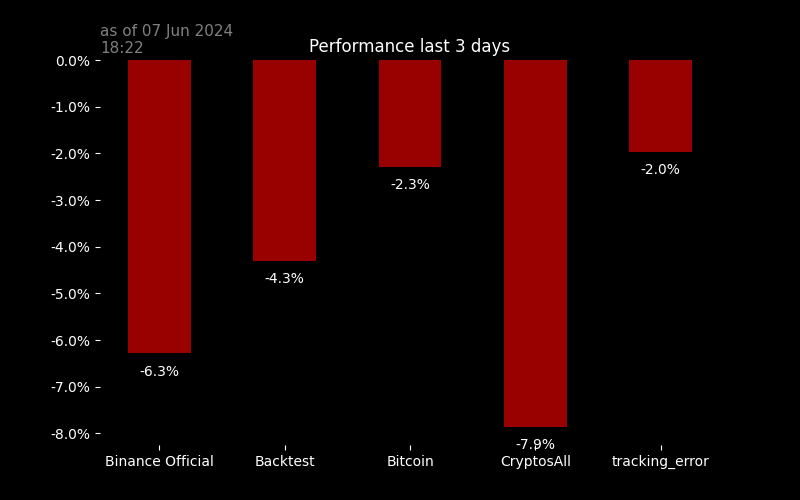 as of 07 Jun 2024
18:22
Performance last 3 days
0.0%
-1.0%
-2.0%
-3.0%
-4.0%
-5.0%
-6.0%
-7.0%
-8.0%
-6.3%
-4.3%
-2.3%
-7.9%
-2.0%
Binance Official
Backtest
Bitcoin
CryptosAll
tracking_error